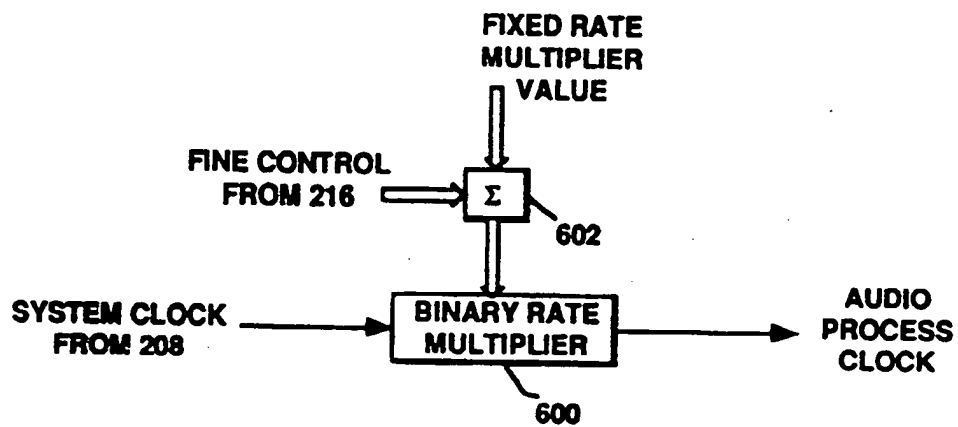 FIXED RATE
MULTIPLIER
VALUE
FINE CONTROL
FROM 216
Σ
602
SYSTEM CLOCK
FROM 208
BINARY RATE
MULTIPLIER
AUDIO
PROCESS
CLOCK
600